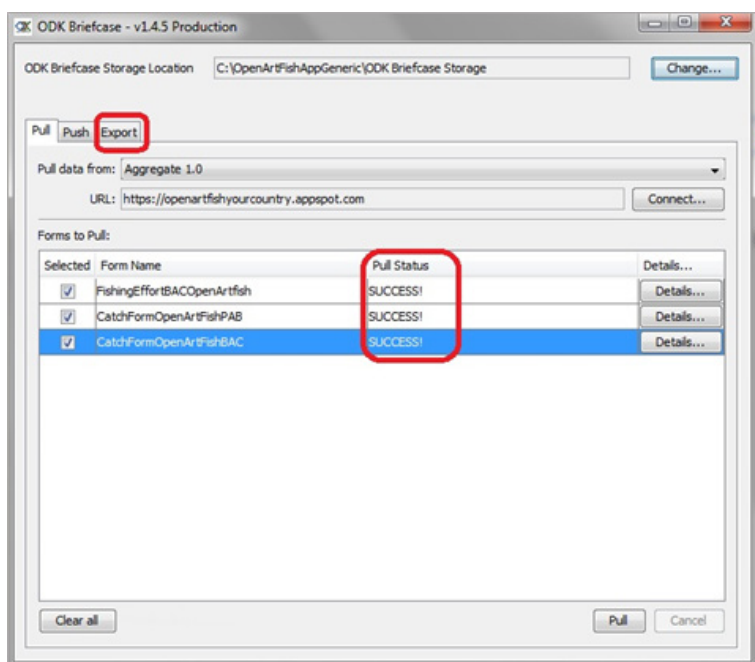 ODK Briefcase - v1.4.5 Production
ODK Briefcase Storage Location C:\OpenArtFishAppGeneric\ODK Briefcase Storage Change...
Pull Push Export
Pull data from: Aggregate 1.0
URL: https://openartfishyourcountry.appspot.com Connect...
Forms to Pull:
Selected Form Name Pull Status Details...
FishingEffortBACOpenArtfish SUCCESS! Details...
CatchFormOpenArtFishPAB SUCCESS! Details...
CatchFormOpenArtFishBAC SUCCESS! Details...
Clear all Pull Cancel